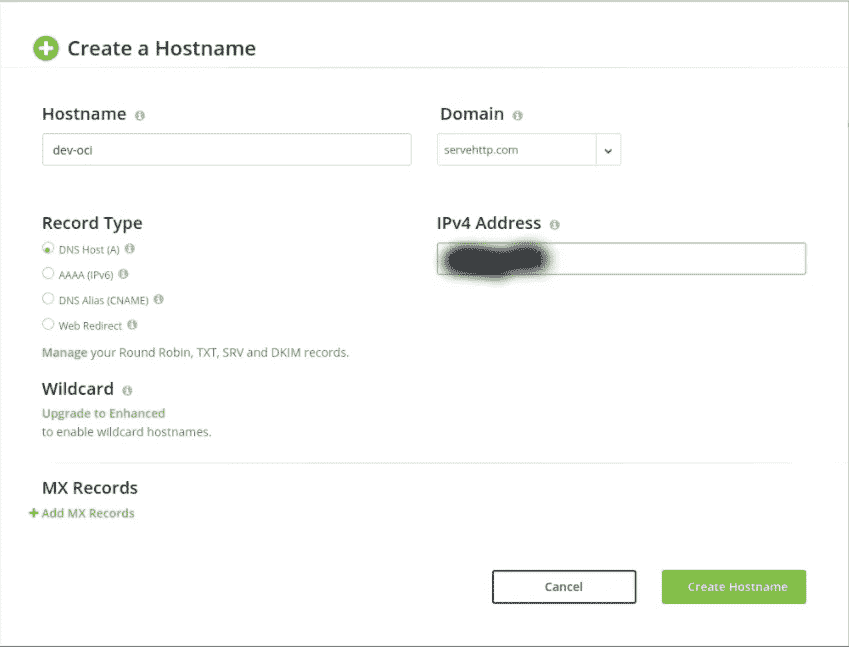 Create a Hostname
Hostname
Domain
dev-oci
servehttp.com
Record Type
IPv4 Address
DNS Host (A)
AAAA (IPv6)
DNS Alias (CNAME)
Web Redirect
Manage your Round Robin, TXT, SRV and DKIM records.
Wildcard
Upgrade to Enhanced
to enable wildcard hostnames.
MX Records
+ Add MX Records
Cancel
Create Hostname